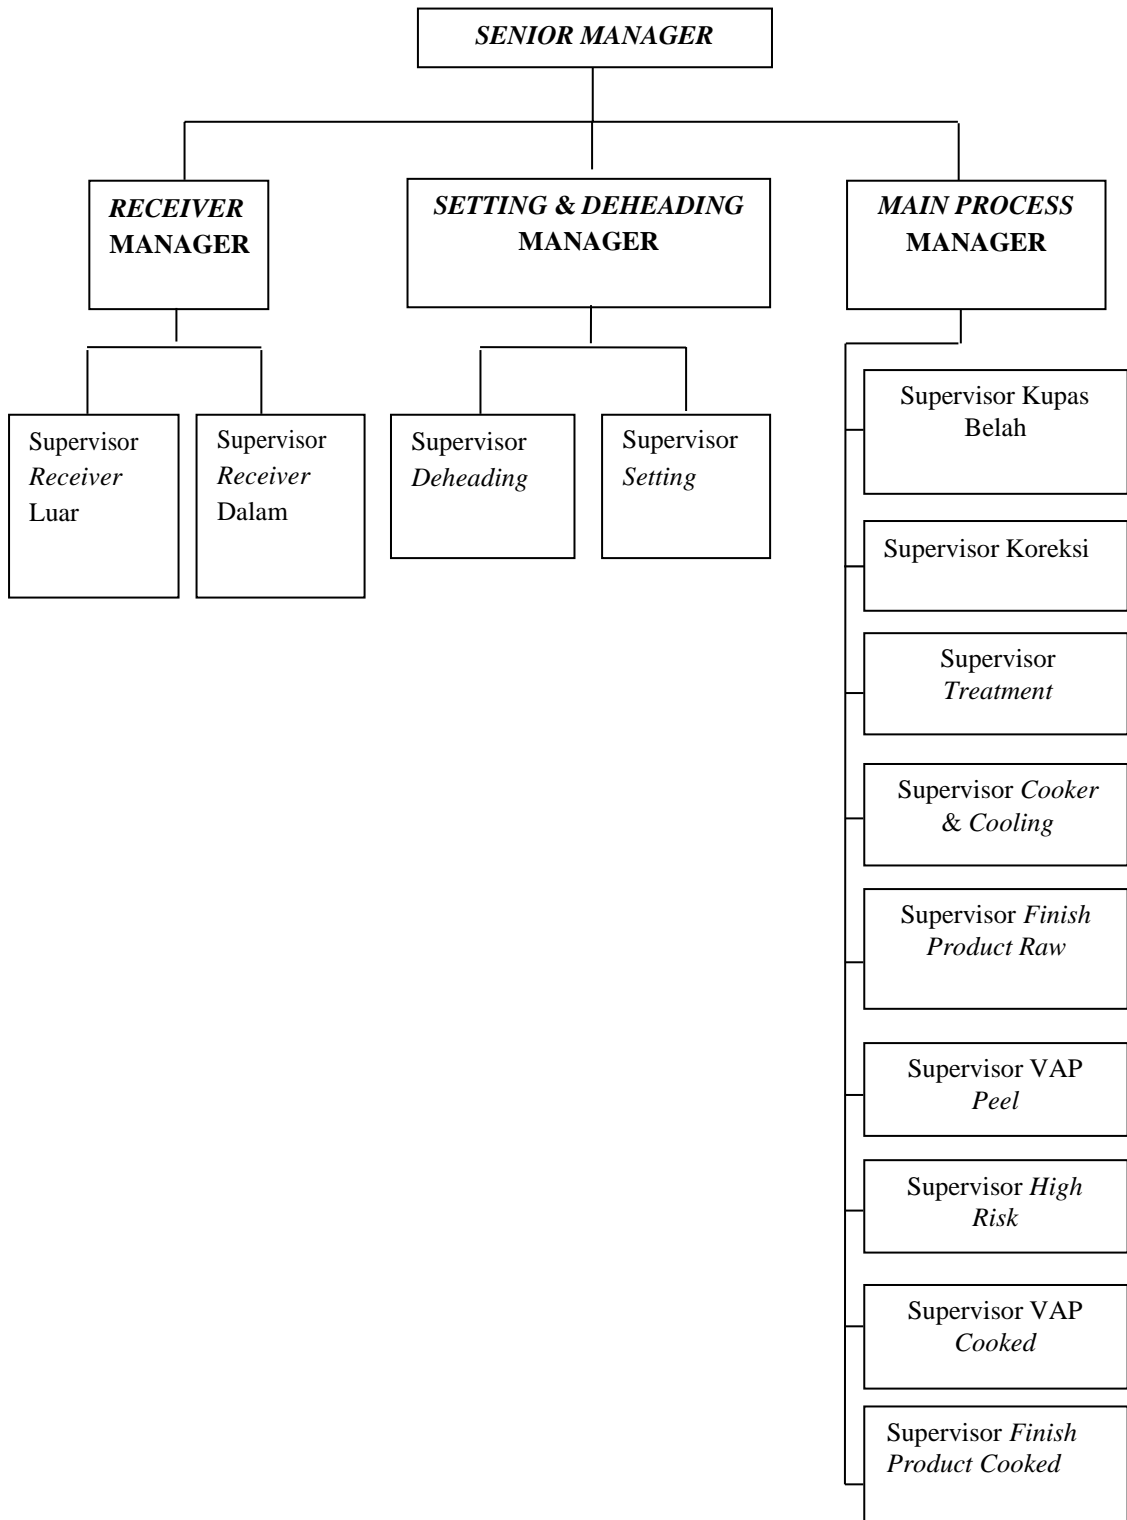 SENIOR MANAGER
RECEIVER
MANAGER
SETTING & DEHEADING
MANAGER
MAIN PROCESS
MANAGER
Supervisor
Receiver
Luar
Supervisor
Receiver
Dalam
Supervisor
Deheading
Supervisor
Setting
Supervisor Kupas
Belah
Supervisor Koreksi
Supervisor
Treatment
Supervisor Cooker
& Cooling
Supervisor Finish
Product Raw
Supervisor VAP
Peel
Supervisor High
Risk
Supervisor VAP
Cooked
Supervisor Finish
Product Cooked